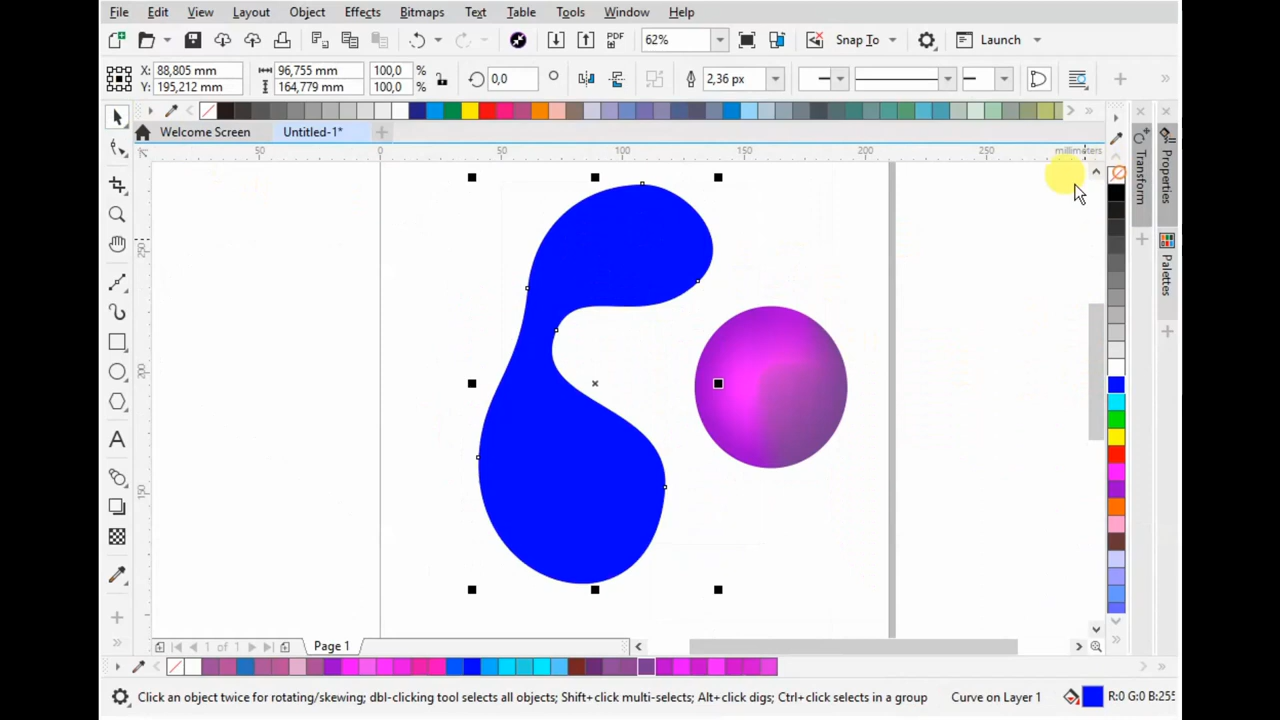 File Edit View Layout Object Effects Bitmaps Text Table Tools Window Help
PDF 62% Snap To Launch
X: 88,805 mm 96,755 mm 100,0 % 0,0 ° 2,36 px
Y: 195,212 mm 164,779 mm 100,0 %
Welcome Screen Untitled-1*
50 0 50 100 150 200 250 millimeters
Transform
Properties
Palettes
250
200
150
1 of 1 Page 1
Click an object twice for rotating/skewing; dbl-clicking tool selects all objects; Shift+click multi-selects; Alt+click digs; Ctrl+click selects in a group Curve on Layer 1 R:0 G:0 B:255